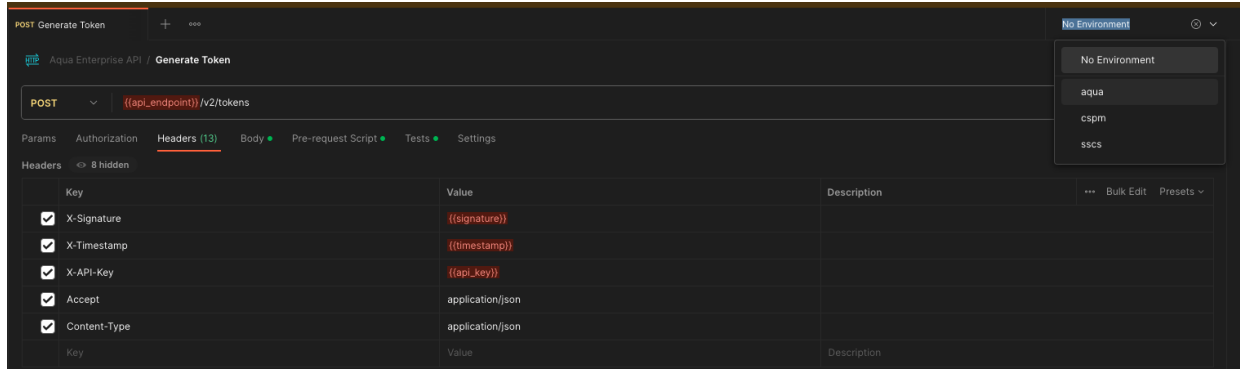 POST Generate Token
No Environment
HTTP Aqua Enterprise API / Generate Token
No Environment
POST {{api_endpoint}}/v2/tokens
aqua
cspm
Params Authorization Headers (13) Body Pre-request Script Tests Settings
sscs
Headers 8 hidden
Key Value Description Bulk Edit Presets
X-Signature {{signature}}
X-Timestamp {{timestamp}}
X-API-Key {{api_key}}
Accept application/json
Content-Type application/json
Key Value Description